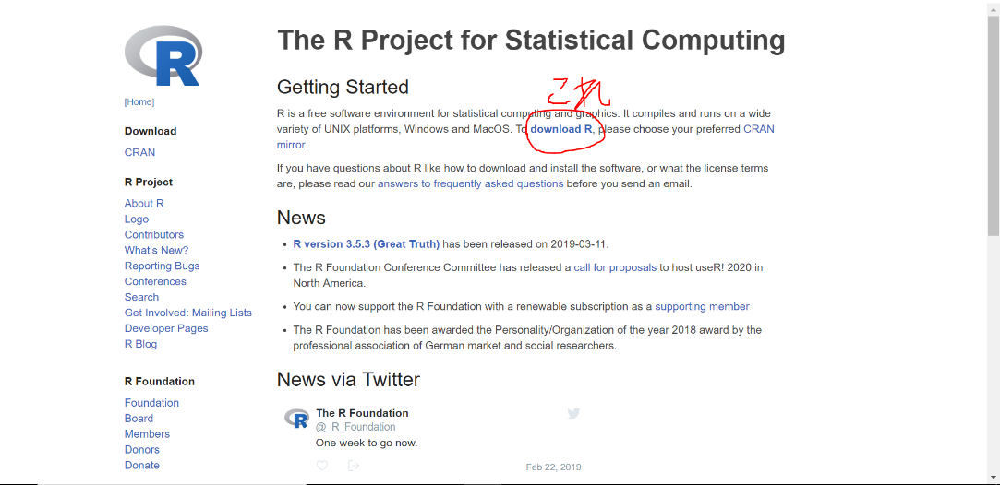 R
The R Project for Statistical Computing
[Home]
Download
CRAN
R Project
About R
Logo
Contributors
What's New?
Reporting Bugs
Conferences
Search
Get Involved: Mailing Lists
Developer Pages
R Blog
R Foundation
Foundation
Board
Members
Donors
Donate
Getting Started
これ
R is a free software environment for statistical computing and graphics. It compiles and runs on a wide
variety of UNIX platforms, Windows and MacOS. To download R, please choose your preferred CRAN
mirror.
If you have questions about R like how to download and install the software, or what the license terms
are, please read our answers to frequently asked questions before you send an email.
News
• R version 3.5.3 (Great Truth) has been released on 2019-03-11.
• The R Foundation Conference Committee has released a call for proposals to host useR! 2020 in
North America.
• You can now support the R Foundation with a renewable subscription as a supporting member
• The R Foundation has been awarded the Personality/Organization of the year 2018 award by the
professional association of German market and social researchers.
News via Twitter
R
The R Foundation
@_R_Foundation
One week to go now.
Feb 22, 2019